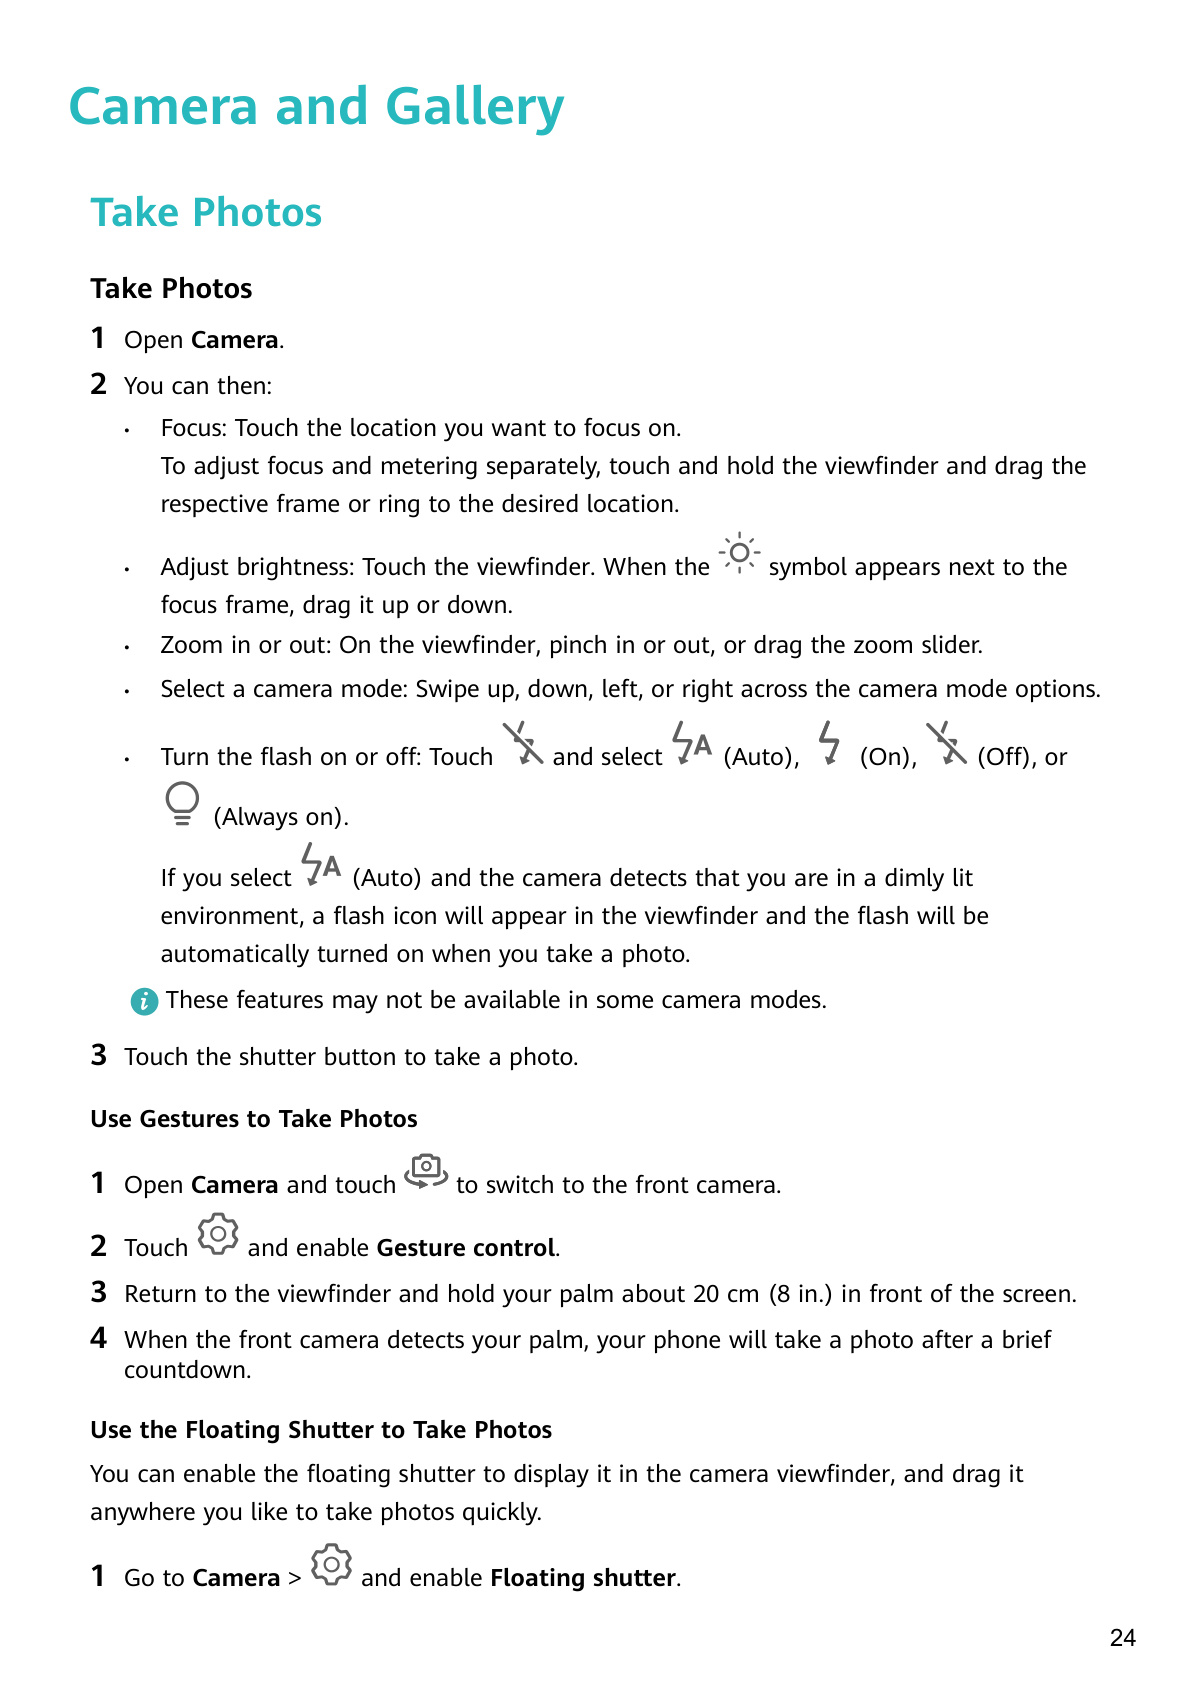 Camera and Gallery
Take Photos
Take Photos
1 Open Camera.
2 You can then:
• Focus: Touch the location you want to focus on.
To adjust focus and metering separately, touch and hold the viewfinder and drag the
respective frame or ring to the desired location.
• Adjust brightness: Touch the viewfinder. When the symbol appears next to the
focus frame, drag it up or down.
• Zoom in or out: On the viewfinder, pinch in or out, or drag the zoom slider.
• Select a camera mode: Swipe up, down, left, or right across the camera mode options.
• Turn the flash on or off: Touch and select A (Auto), (On), (Off), or
(Always on).
If you select A (Auto) and the camera detects that you are in a dimly lit
environment, a flash icon will appear in the viewfinder and the flash will be
automatically turned on when you take a photo.
i These features may not be available in some camera modes.
3 Touch the shutter button to take a photo.
Use Gestures to Take Photos
1 Open Camera and touch to switch to the front camera.
2 Touch and enable Gesture control.
3 Return to the viewfinder and hold your palm about 20 cm (8 in.) in front of the screen.
4 When the front camera detects your palm, your phone will take a photo after a brief
countdown.
Use the Floating Shutter to Take Photos
You can enable the floating shutter to display it in the camera viewfinder, and drag it
anywhere you like to take photos quickly.
1 Go to Camera > and enable Floating shutter.
24